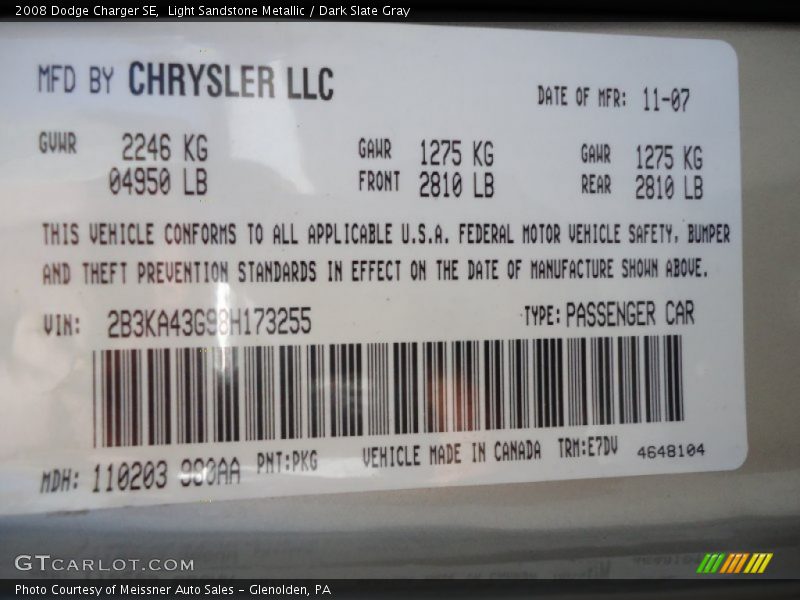 2008 Dodge Charger SE,  Light Sandstone Metallic / Dark Slate Gray
MFD BY CHRYSLER LLC
DATE OF MFR: 11-07
GVWR 2246 KG GAWR 1275 KG GAWR 1275 KG
04950 LB FRONT 2810 LB REAR 2810 LB
THIS VEHICLE CONFORMS TO ALL APPLICABLE U.S.A. FEDERAL MOTOR VEHICLE SAFETY, BUMPER
AND THEFT PREVENTION STANDARDS IN EFFECT ON THE DATE OF MANUFACTURE SHOWN ABOVE.
VIN: 2B3KA43G98H173255 TYPE: PASSENGER CAR
MDH: 110203 980AA PNT:PKG VEHICLE MADE IN CANADA TRM:E7DV 4648104
GTCARLOT.COM
Photo Courtesy of Meissner Auto Sales - Glenolden, PA